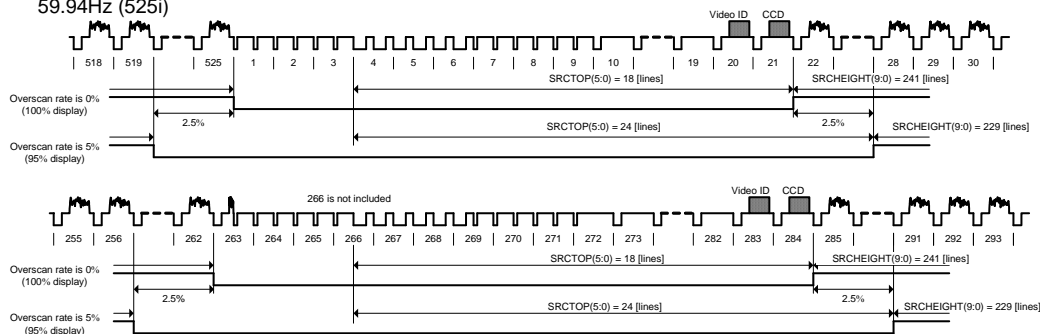 59.94Hz (525i)
Video ID CCD
518 519 525 1 2 3 4 5 6 7 8 9 10 19 20 21 22 28 29 30
SRCTOP(5:0) = 18 [lines] SRCHEIGHT(9:0) = 241 [lines]
Overscan rate is 0%
(100% display)
2.5% 2.5%
SRCTOP(5:0) = 24 [lines] SRCHEIGHT(9:0) = 229 [lines]
Overscan rate is 5%
(95% display)
266 is not included
Video ID CCD
255 256 262 263 264 265 266 267 268 269 270 271 272 273 282 283 284 285 291 292 293
SRCTOP(5:0) = 18 [lines] SRCHEIGHT(9:0) = 241 [lines]
Overscan rate is 0%
(100% display)
2.5% 2.5%
SRCTOP(5:0) = 24 [lines] SRCHEIGHT(9:0) = 229 [lines]
Overscan rate is 5%
(95% display)